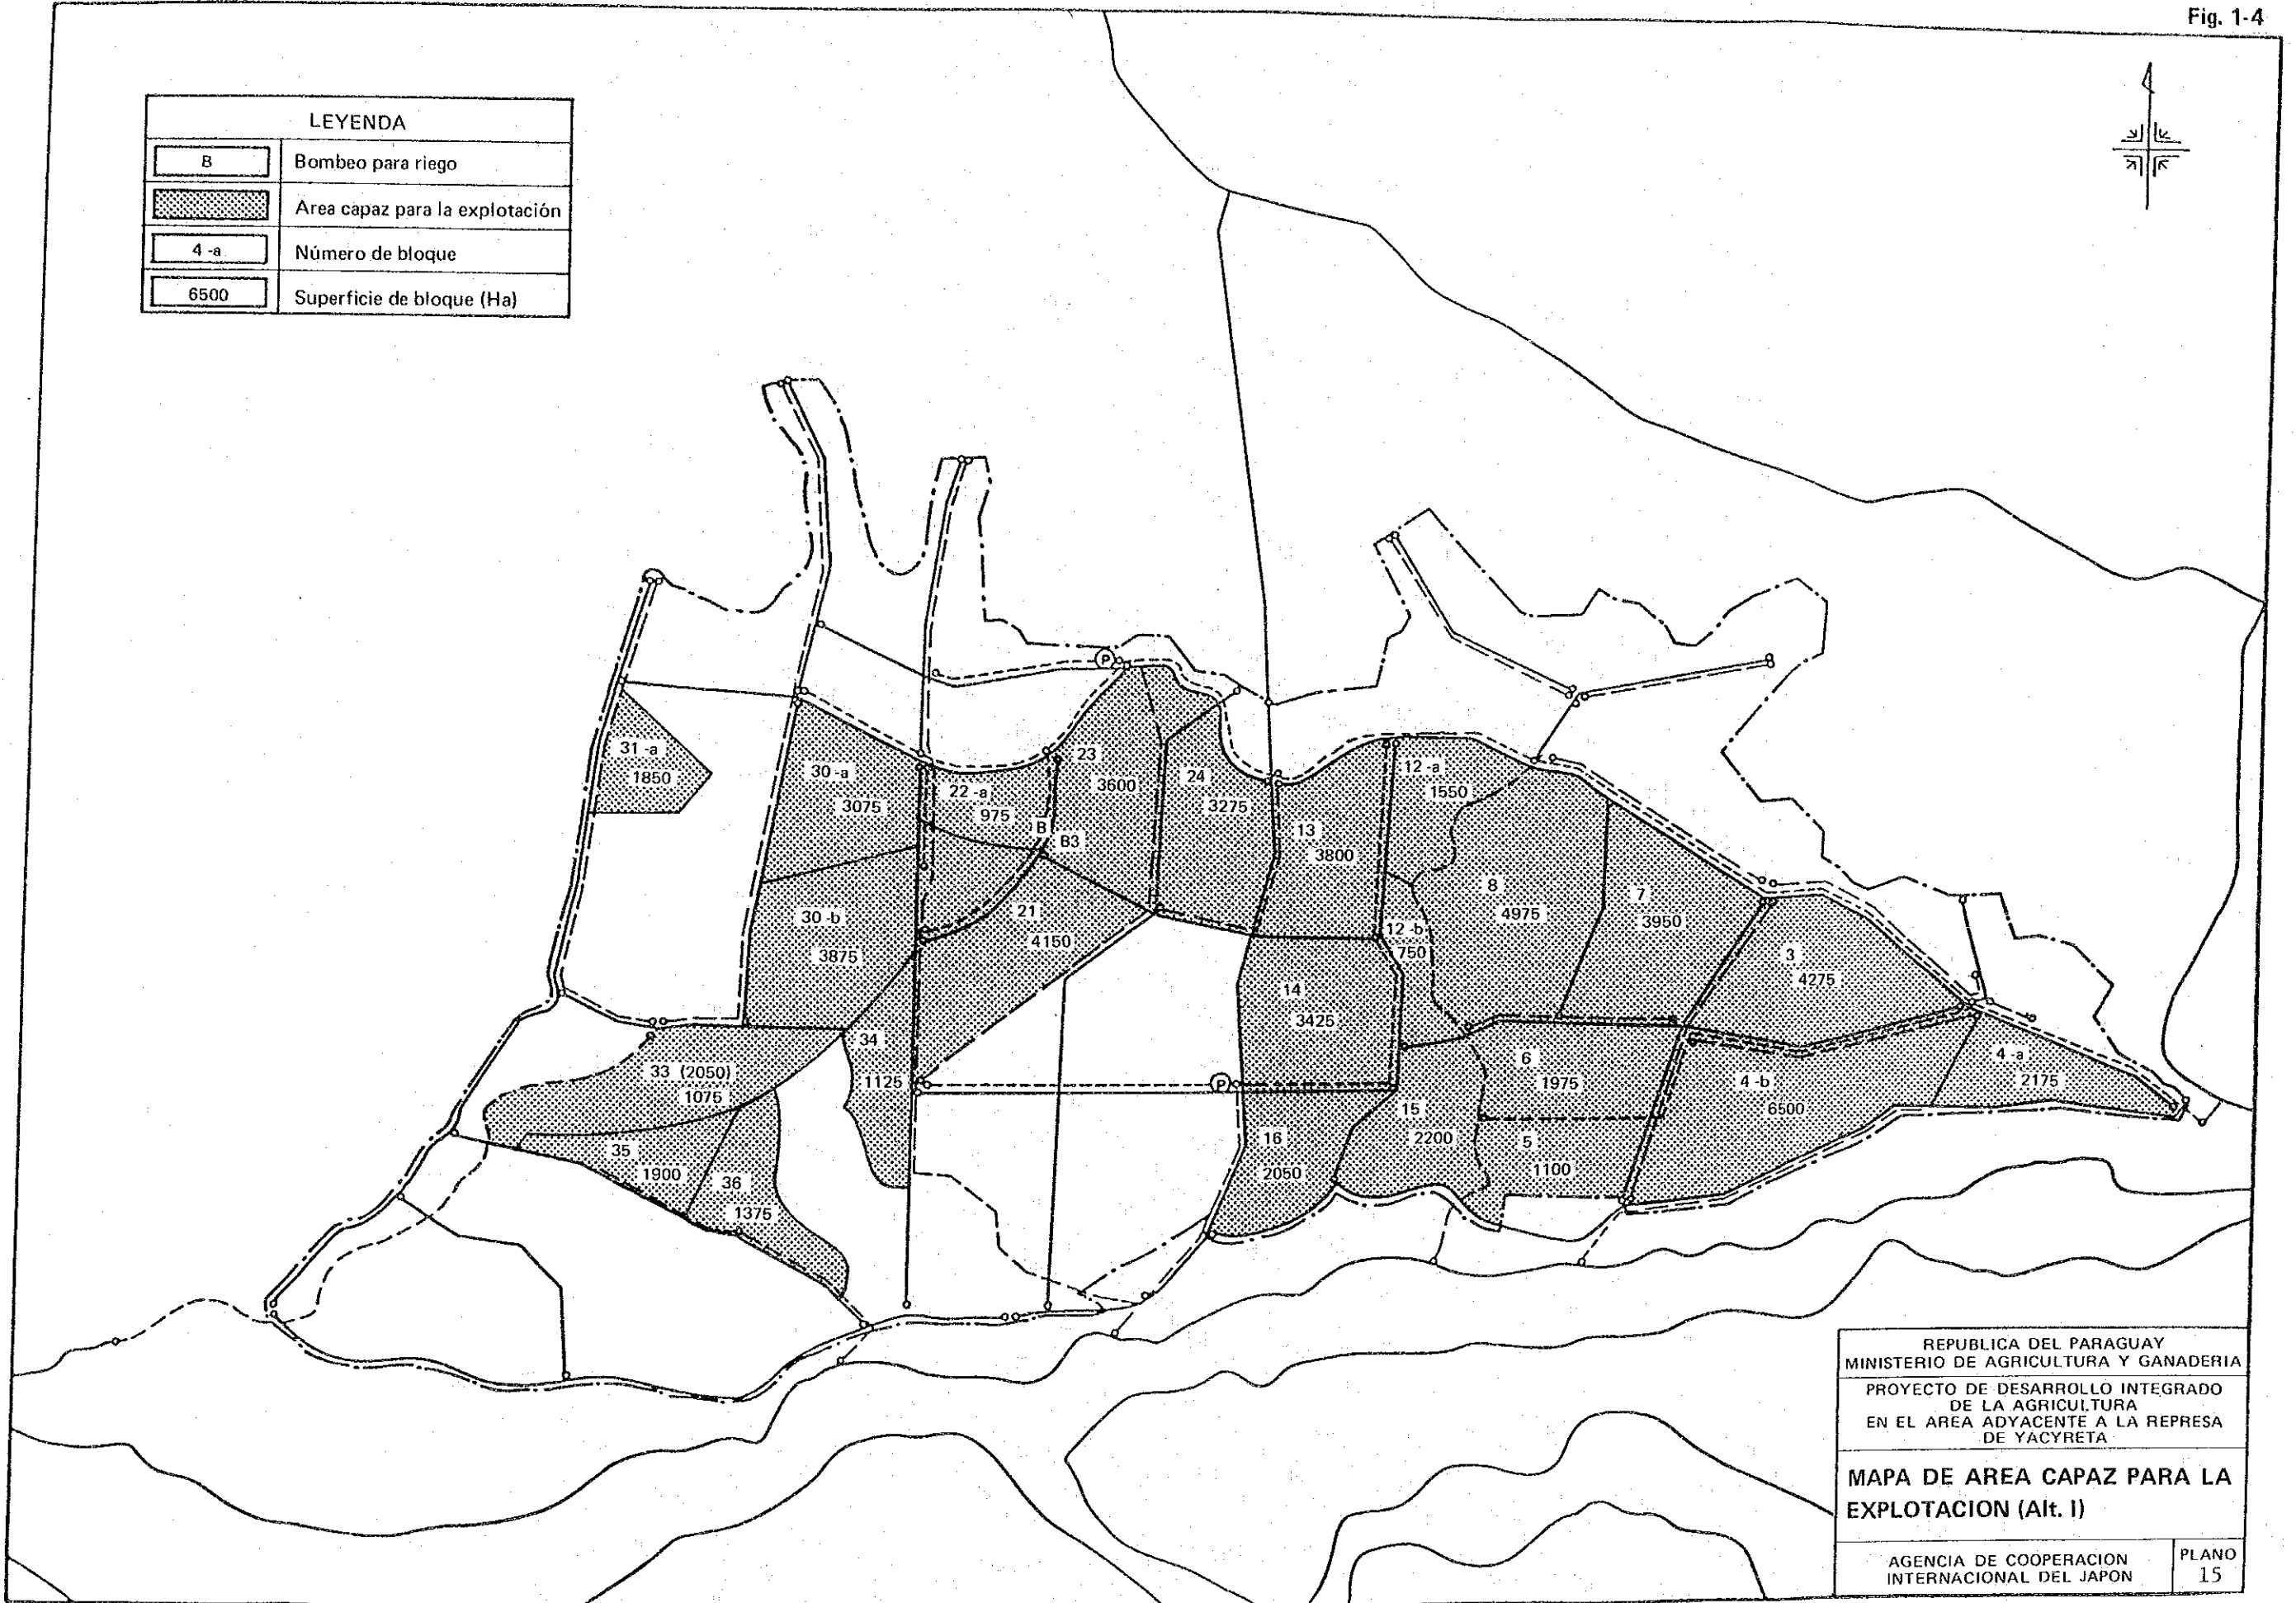 Fig. 1-4
LEYENDA
B Bombeo para riego
Area capaz para la explotación
4 -a Número de bloque
6500 Superficie de bloque (Ha)
P
31 -a
1850
30 -a
3075
22 -a
975
23
3600
24
3275
B
B3
13
3800
12 -a
1550
8
4975
7
3950
30 -b
3875
21
4150
12 -b
750
3
4275
14
3425
34
1125
33 (2050)
1075
P
6
1975
4 -b
6500
4 -a
2175
35
1900
36
1375
16
2050
15
2200
5
1100
REPUBLICA DEL PARAGUAY
MINISTERIO DE AGRICULTURA Y GANADERIA
PROYECTO DE DESARROLLO INTEGRADO
DE LA AGRICULTURA
EN EL AREA ADYACENTE A LA REPRESA
DE YACYRETA
MAPA DE AREA CAPAZ PARA LA
EXPLOTACION (Alt. I)
AGENCIA DE COOPERACION
INTERNACIONAL DEL JAPON
PLANO
15